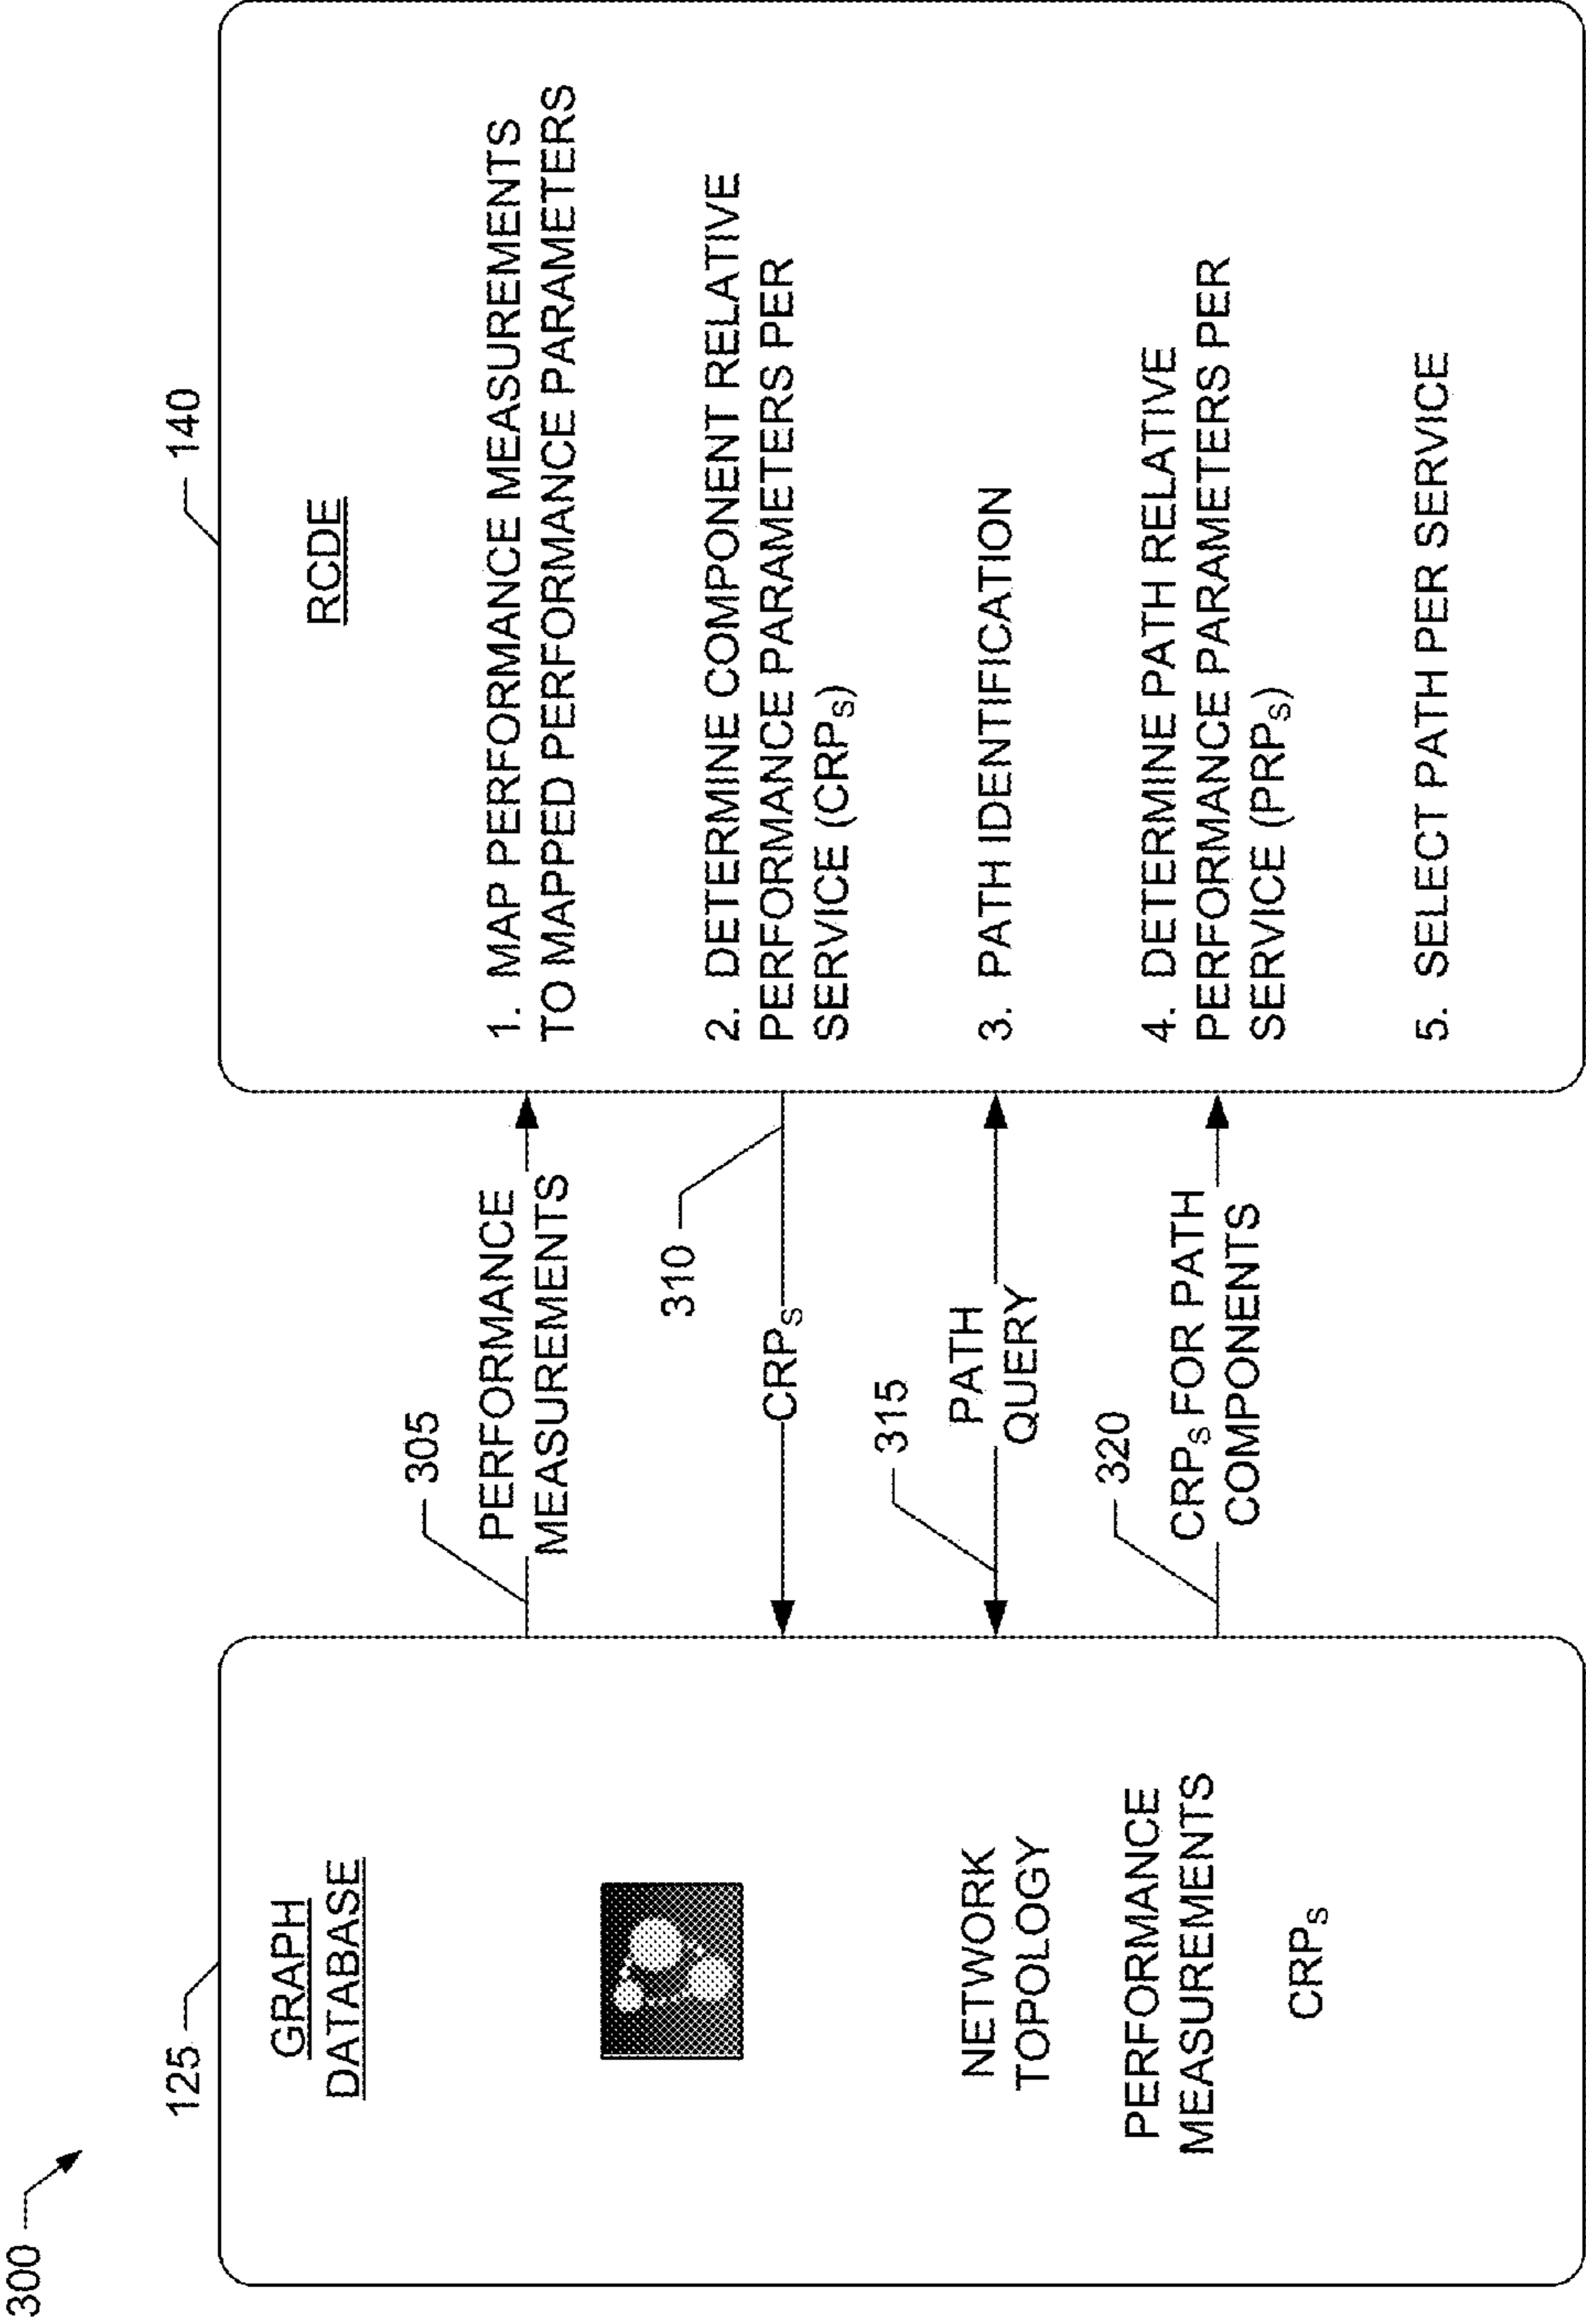 300
125
GRAPH
DATABASE
NETWORK
TOPOLOGY
PERFORMANCE
MEASUREMENTS
CRPS
305
PERFORMANCE
MEASUREMENTS
310
CRPS
315
PATH
QUERY
320
CRPS FOR PATH
COMPONENTS
140
RCDE
1. MAP PERFORMANCE MEASUREMENTS
TO MAPPED PERFORMANCE PARAMETERS
2. DETERMINE COMPONENT RELATIVE
PERFORMANCE PARAMETERS PER
SERVICE (CRPS)
3. PATH IDENTIFICATION
4. DETERMINE PATH RELATIVE
PERFORMANCE PARAMETERS PER
SERVICE (PRPS)
5. SELECT PATH PER SERVICE